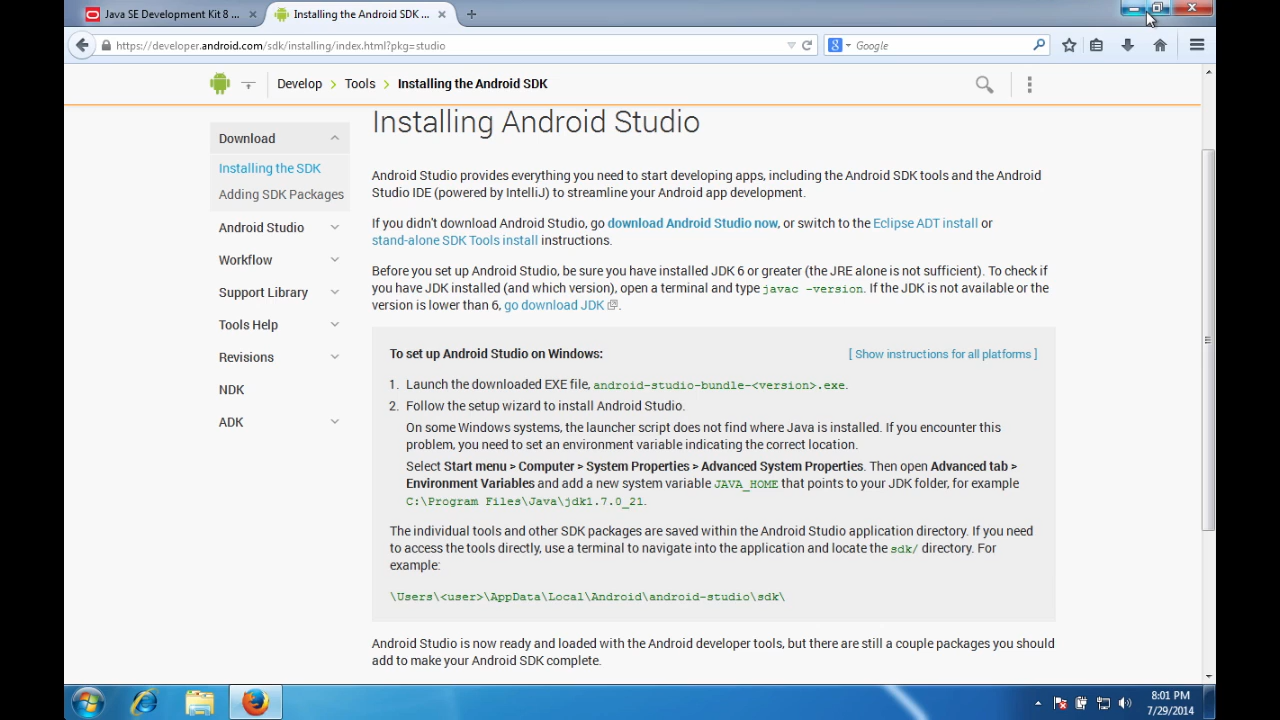 Java SE Development Kit 8 ...
Installing the Android SDK ...
https://developer.android.com/sdk/installing/index.html?pkg=studio
Google
Develop > Tools > Installing the Android SDK
Download
Installing the SDK
Adding SDK Packages
Android Studio
Workflow
Support Library
Tools Help
Revisions
NDK
ADK
Installing Android Studio
Android Studio provides everything you need to start developing apps, including the Android SDK tools and the Android
Studio IDE (powered by IntelliJ) to streamline your Android app development.
If you didn't download Android Studio, go download Android Studio now, or switch to the Eclipse ADT install or
stand-alone SDK Tools install instructions.
Before you set up Android Studio, be sure you have installed JDK 6 or greater (the JRE alone is not sufficient). To check if
you have JDK installed (and which version), open a terminal and type javac -version. If the JDK is not available or the
version is lower than 6, go download JDK.
To set up Android Studio on Windows:
[ Show instructions for all platforms ]
1. Launch the downloaded EXE file, android-studio-bundle-<version>.exe.
2. Follow the setup wizard to install Android Studio.
On some Windows systems, the launcher script does not find where Java is installed. If you encounter this
problem, you need to set an environment variable indicating the correct location.
Select Start menu > Computer > System Properties > Advanced System Properties. Then open Advanced tab >
Environment Variables and add a new system variable JAVA_HOME that points to your JDK folder, for example
C:\Program Files\Java\jdk1.7.0_21.
The individual tools and other SDK packages are saved within the Android Studio application directory. If you need
to access the tools directly, use a terminal to navigate into the application and locate the sdk/ directory. For
example:
\Users\<user>\AppData\Local\Android\android-studio\sdk\
Android Studio is now ready and loaded with the Android developer tools, but there are still a couple packages you should
add to make your Android SDK complete.
8:01 PM
7/29/2014